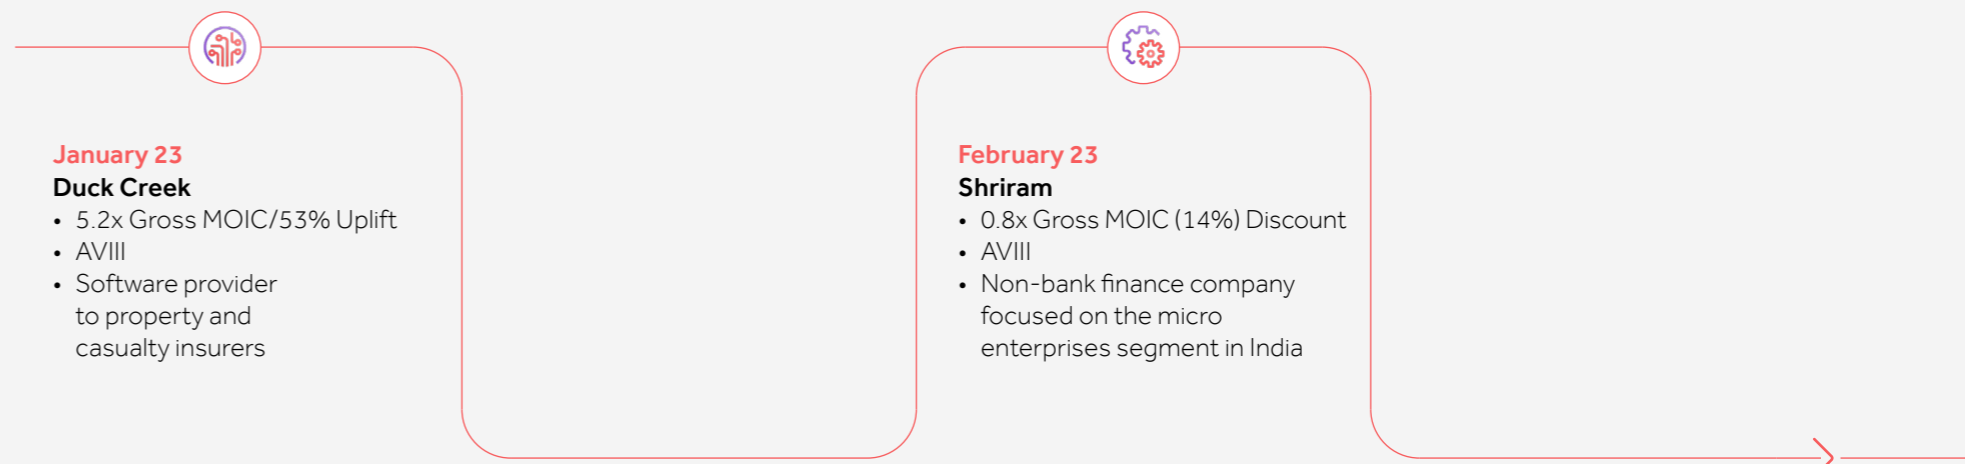 January 23
Duck Creek
• 5.2x Gross MOIC/53% Uplift
• AVIII
• Software provider
to property and
casualty insurers
February 23
Shriram
• 0.8x Gross MOIC (14%) Discount
• AVIII
• Non-bank finance company
focused on the micro
enterprises segment in India